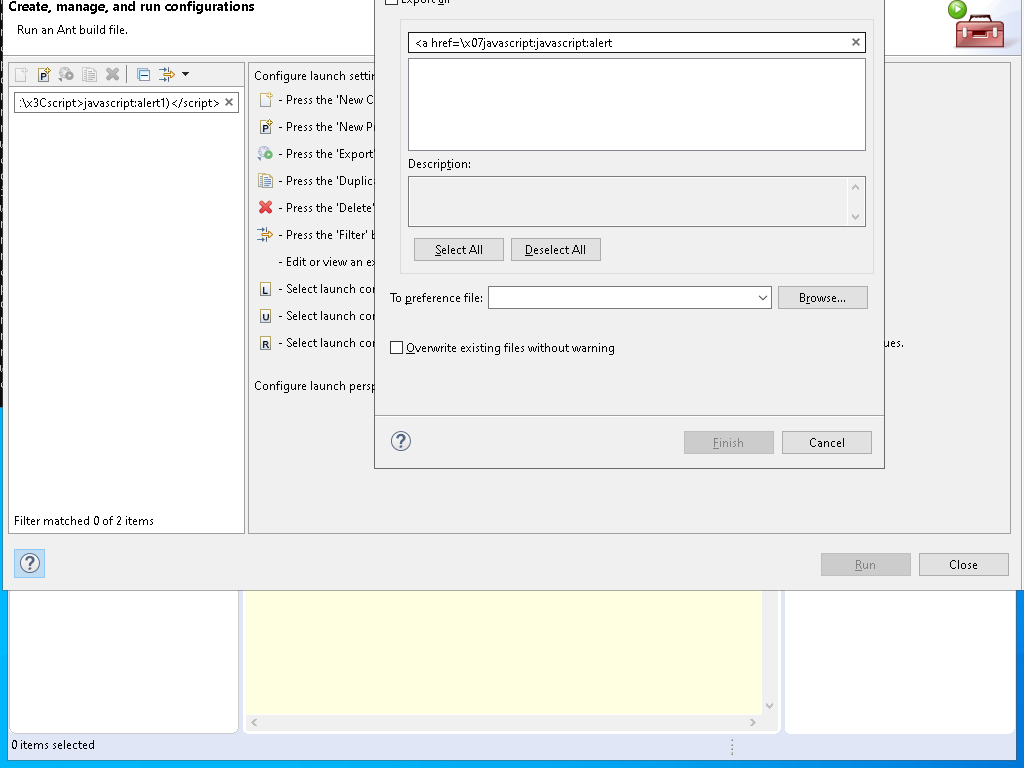 Create, manage, and run configurations
Run an Ant build file.
:\x3Cscript>javascript:alert1)</script>
Filter matched 0 of 2 items
Configure launch settin
- Press the 'New C
- Press the 'New Pr
- Press the 'Export'
- Press the 'Duplic
- Press the 'Delete'
- Press the 'Filter' b
- Edit or view an ex
- Select launch con
- Select launch con
- Select launch con
ues.
Configure launch persp
Export all
<a href=\x07javascript:javascript:alert
Description:
Select All
Deselect All
To preference file:
Browse...
Overwrite existing files without warning
Finish
Cancel
Run
Close
0 items selected